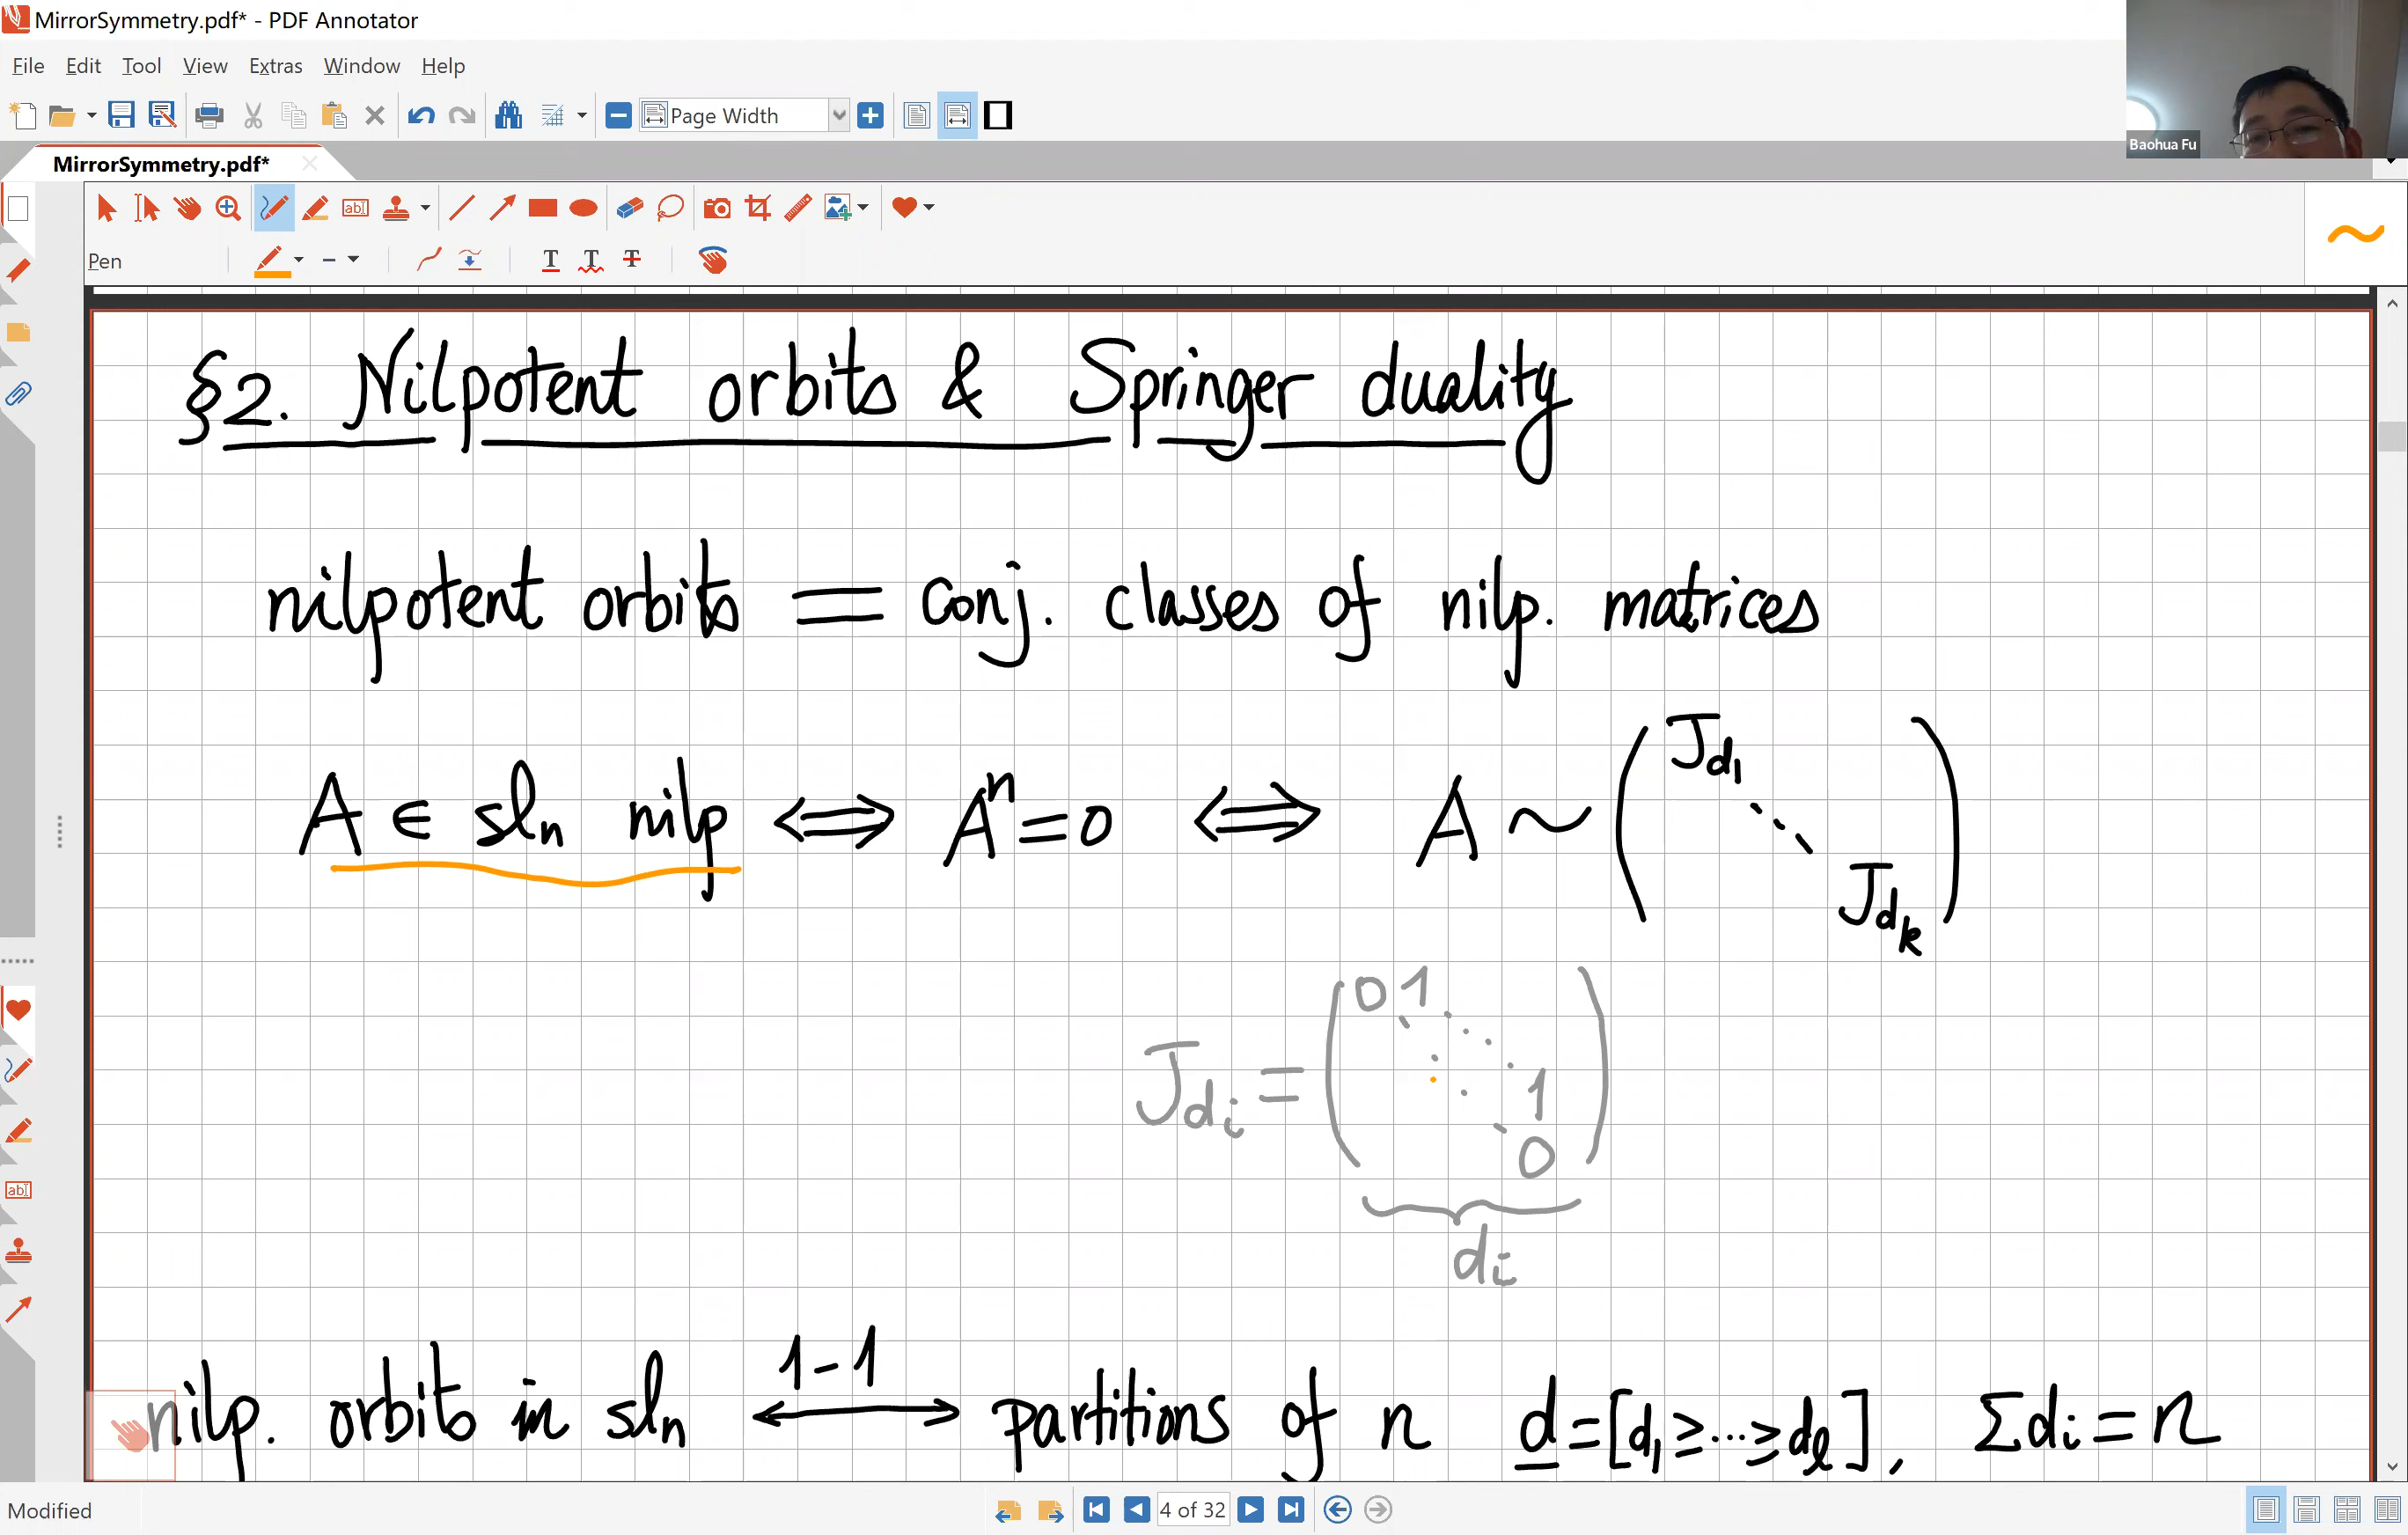 MirrorSymmetry.pdf* - PDF Annotator
File Edit Tool View Extras Window Help
Page Width
Baohua Fu
MirrorSymmetry.pdf*
Pen
§2. Nilpotent orbits & Springer duality
nilpotent orbits = conj. classes of nilp. matrices
A ∈ sln nilp ⟺ Aⁿ=0 ⟺ A ~ (Jd1 ⋱ Jdk)
Jdi = (0 1 ⋱ 1 0)
di
1-1
nilp. orbits in sln ⟷ partitions of n d=[d1≥⋯≥dl], Σdi=n
Modified
4 of 32